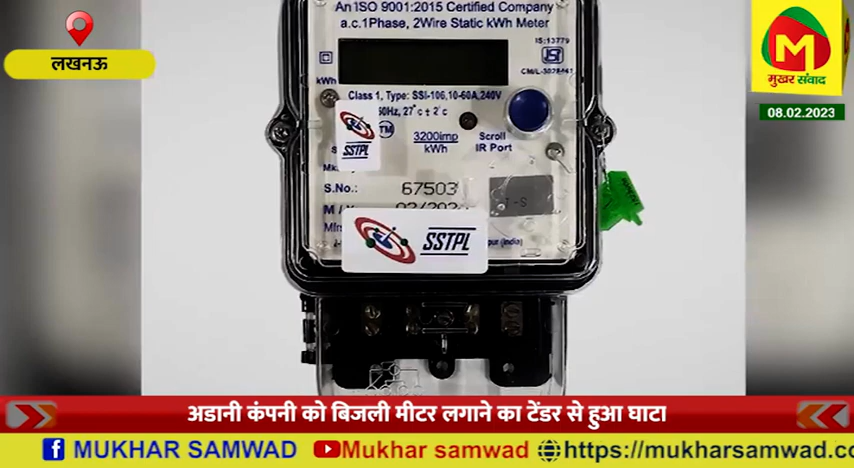 An ISO 9001:2015 Certified Company
a.c.1Phase, 2Wire Static kWh Meter
लखनऊ
IS:13779
M
मुखर संवाद
kWh
08.02.2023
Class 1, Type: SSI-106,10-60A,240V
27°c ± 2°c
3200imp
kWh
Scroll
IR Port
SSTPL
S.No.: 67503
SSTPL
(India)
अडानी कंपनी को बिजली मीटर लगाने का टेंडर से हुआ घाटा
f MUKHAR SAMWAD Mukhar samwad https://mukharsamwad.co